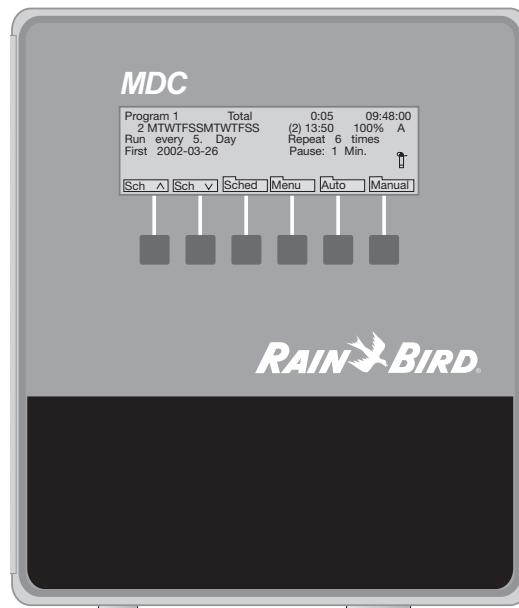 MDC
Program 1 Total 0:05 09:48:00
2 MTWTFSSMTWTFSS (2) 13:50 100% A
Run every 5. Day Repeat 6 times
First 2002-03-26 Pause: 1 Min.
Sch ∧ Sch ∨ Sched Menu Auto Manual
RAIN BIRD®